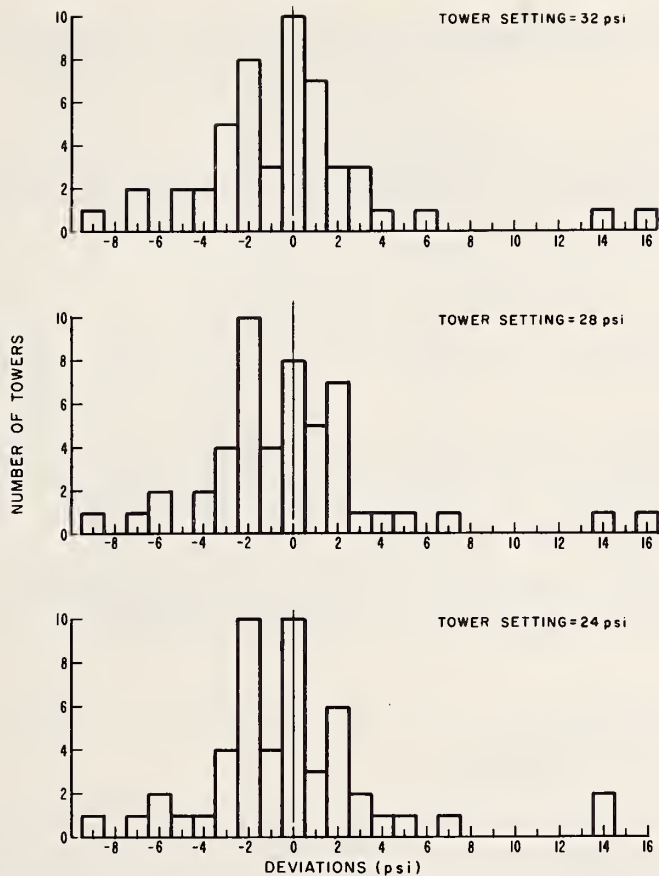 TOWER SETTING = 32 psi
10
8
6
4
2
0
-8 -6 -4 -2 0 2 4 6 8 10 12 14 16
TOWER SETTING = 28 psi
10
8
6
4
2
0
-8 -6 -4 -2 0 2 4 6 8 10 12 14 16
NUMBER OF TOWERS
TOWER SETTING = 24 psi
10
8
6
4
2
0
-8 -6 -4 -2 0 2 4 6 8 10 12 14 16
DEVIATIONS (psi)